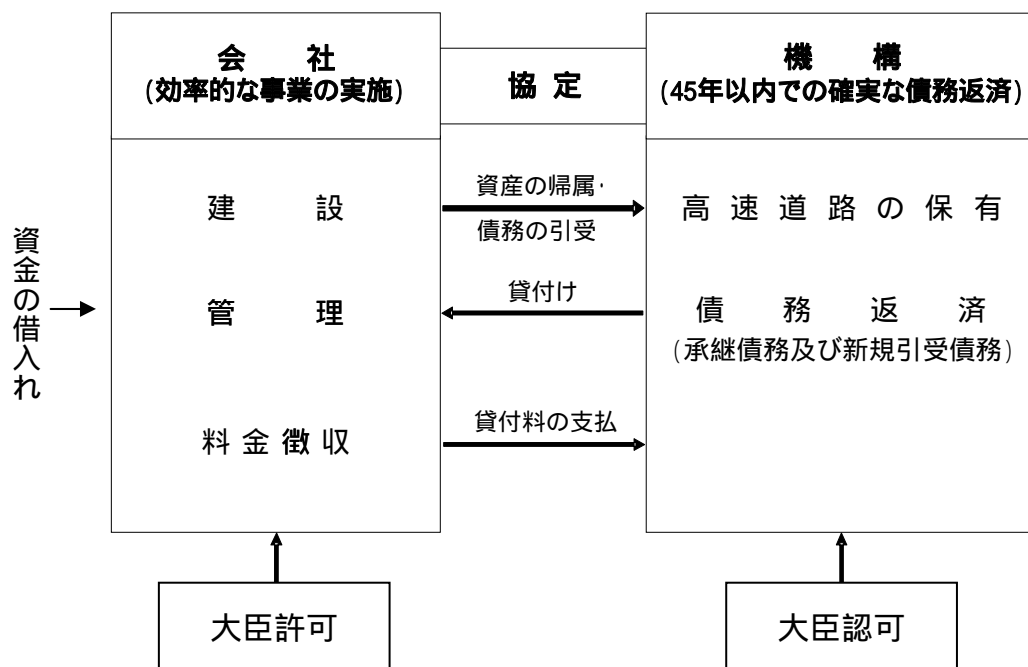 会社
(効率的な事業の実施)
協定
機構
(45年以内での確実な債務返済)
資金の借入れ
建設
管理
料金徴収
資産の帰属・
債務の引受
貸付け
貸付料の支払
高速道路の保有
債務返済
(承継債務及び新規引受債務)
大臣許可
大臣認可